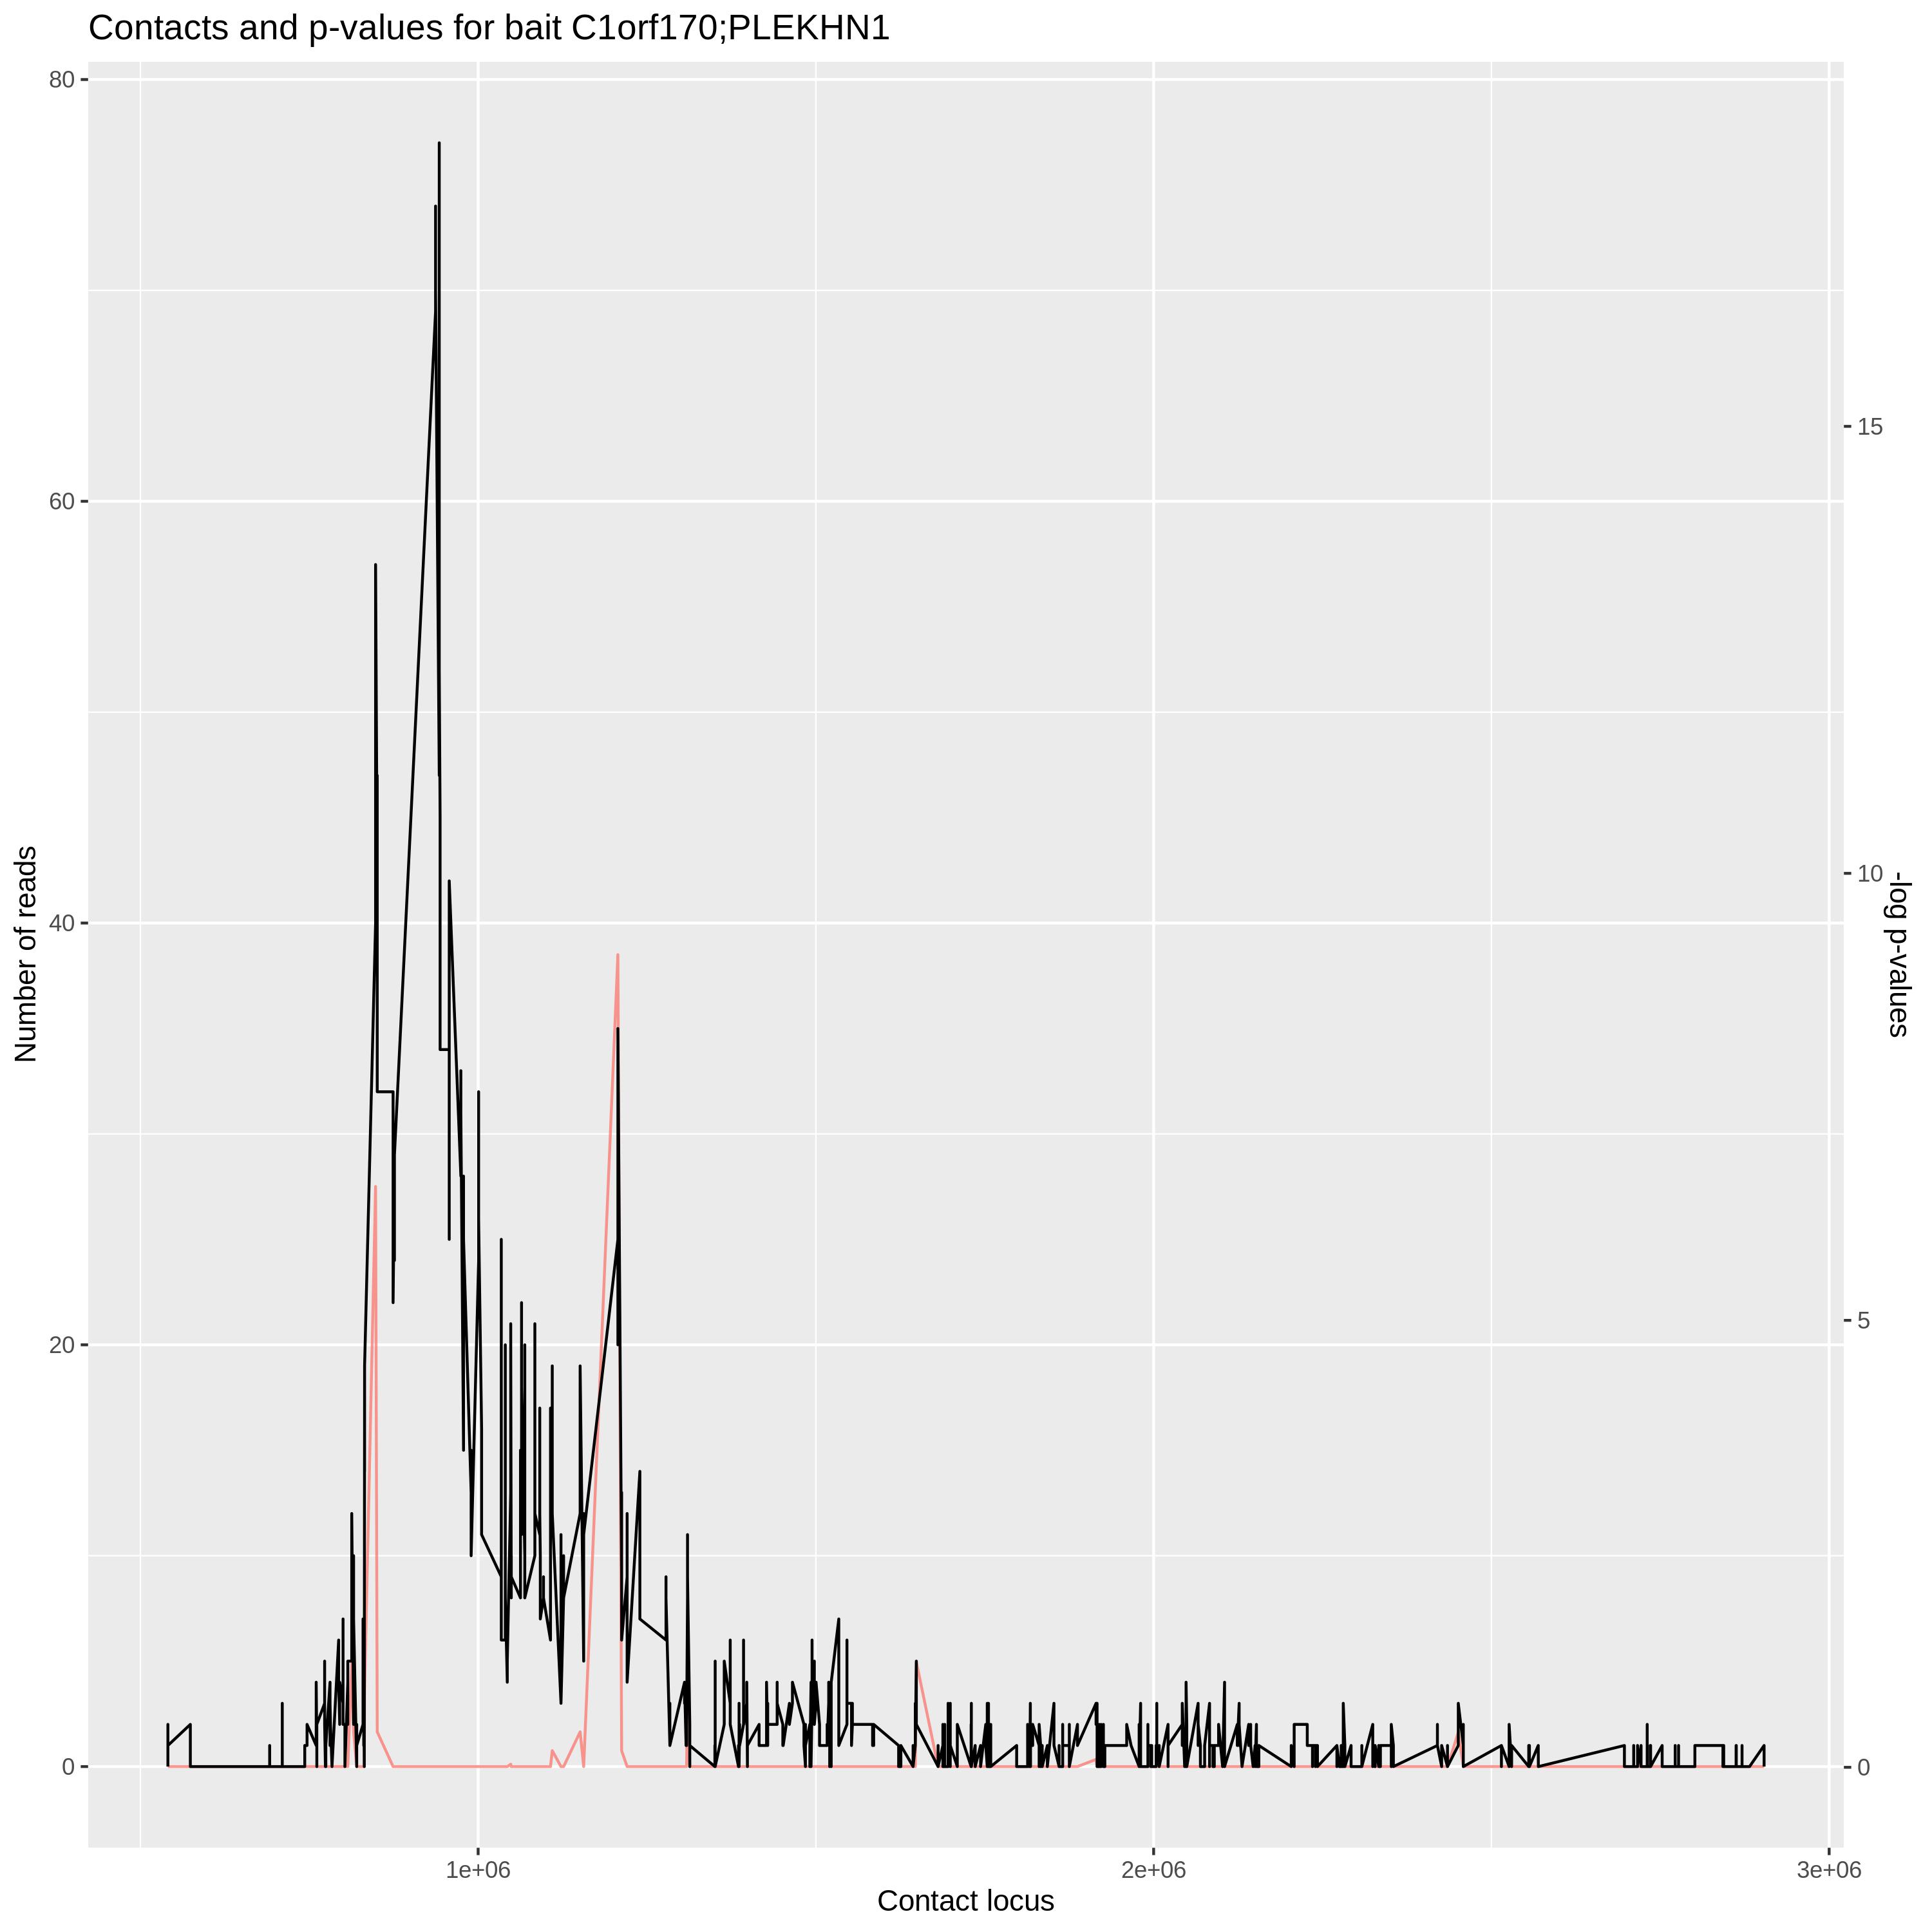 Contacts and p-values for bait C1orf170;PLEKHN1
80
60
40
20
0
Number of reads
15
10
5
0
-log p-values
1e+06
2e+06
3e+06
Contact locus